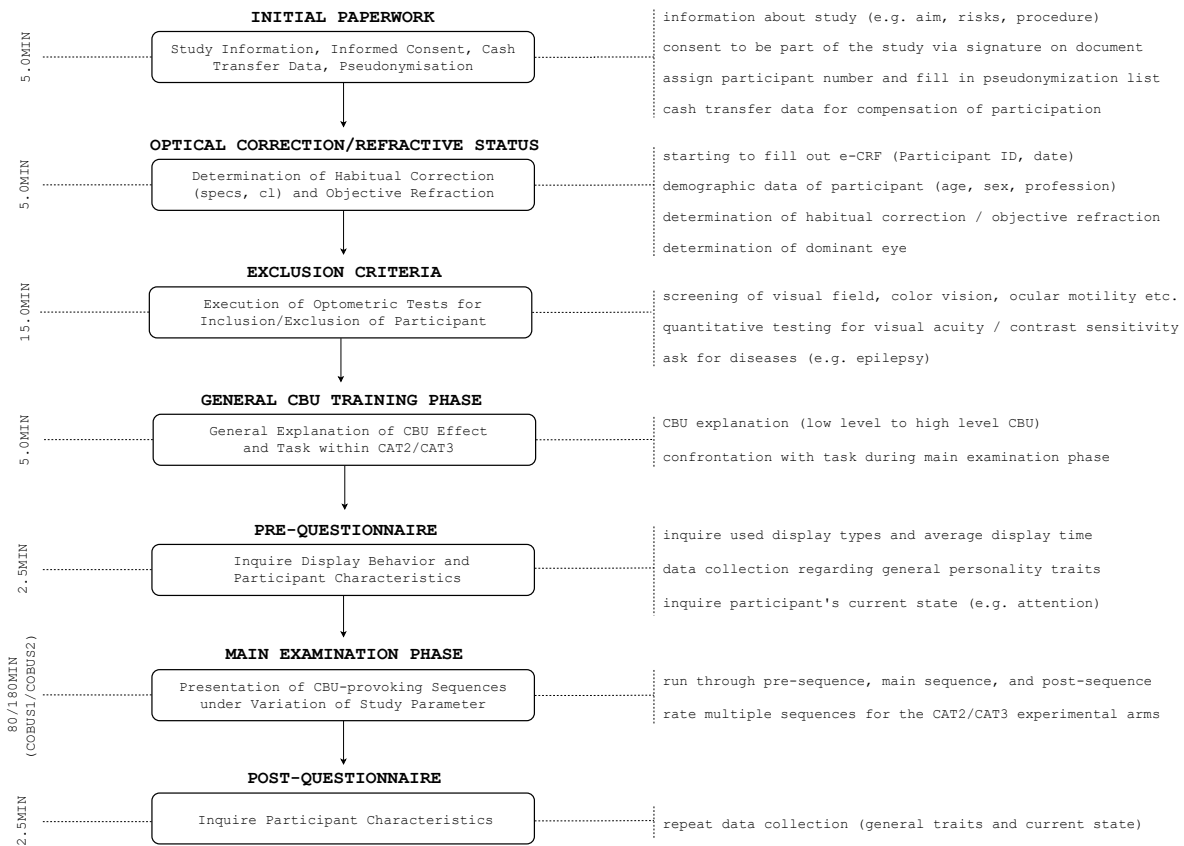 INITIAL PAPERWORK
5.0MIN
Study Information, Informed Consent, Cash
Transfer Data, Pseudonymisation
information about study (e.g. aim, risks, procedure)
consent to be part of the study via signature on document
assign participant number and fill in pseudonymization list
cash transfer data for compensation of participation
OPTICAL CORRECTION/REFRACTIVE STATUS
5.0MIN
Determination of Habitual Correction
(specs, cl) and Objective Refraction
starting to fill out e-CRF (Participant ID, date)
demographic data of participant (age, sex, profession)
determination of habitual correction / objective refraction
determination of dominant eye
EXCLUSION CRITERIA
15.0MIN
Execution of Optometric Tests for
Inclusion/Exclusion of Participant
screening of visual field, color vision, ocular motility etc.
quantitative testing for visual acuity / contrast sensitivity
ask for diseases (e.g. epilepsy)
GENERAL CBU TRAINING PHASE
5.0MIN
General Explanation of CBU Effect
and Task within CAT2/CAT3
CBU explanation (low level to high level CBU)
confrontation with task during main examination phase
PRE-QUESTIONNAIRE
2.5MIN
Inquire Display Behavior and
Participant Characteristics
inquire used display types and average display time
data collection regarding general personality traits
inquire participant's current state (e.g. attention)
MAIN EXAMINATION PHASE
80/180MIN
(COBUS1/COBUS2)
Presentation of CBU-provoking Sequences
under Variation of Study Parameter
run through pre-sequence, main sequence, and post-sequence
rate multiple sequences for the CAT2/CAT3 experimental arms
POST-QUESTIONNAIRE
2.5MIN
Inquire Participant Characteristics
repeat data collection (general traits and current state)